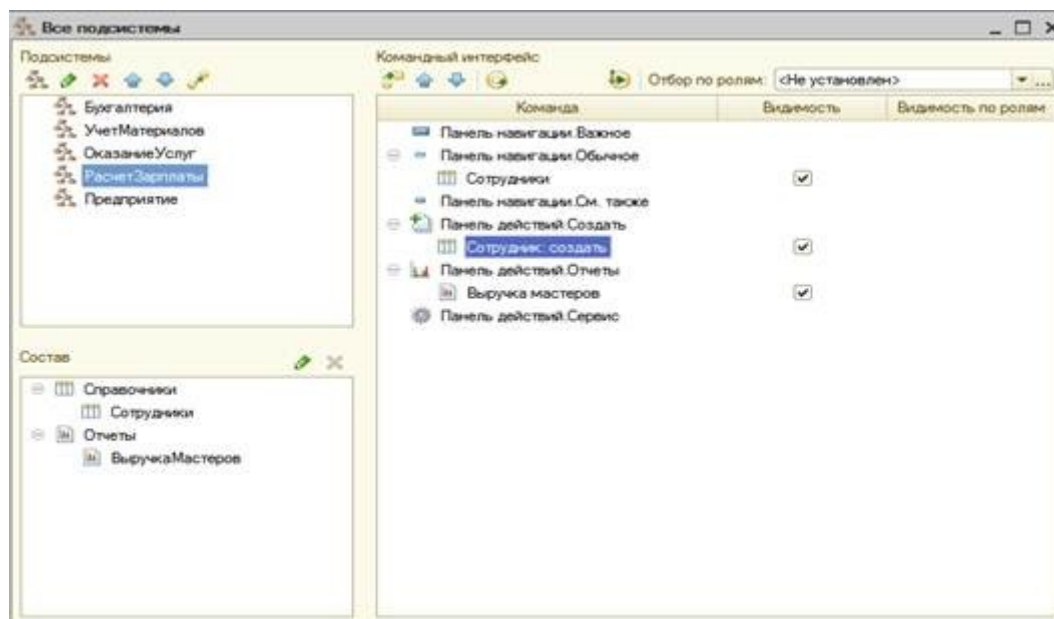 Все подсистемы
Подсистемы
Бухгалтерия
УчетМатериалов
ОказаниеУслуг
РасчетЗарплаты
Предприятие
Состав
Справочники
Сотрудники
Отчеты
ВыручкаМастеров
Командный интерфейс
Отбор по ролям: <Не установлен>
Команда Видимость Видимость по ролям
Панель навигации.Важное
Панель навигации.Обычное
Сотрудники
Панель навигации.См. также
Панель действий.Создать
Сотрудник: создать
Панель действий.Отчеты
Выручка мастеров
Панель действий.Сервис